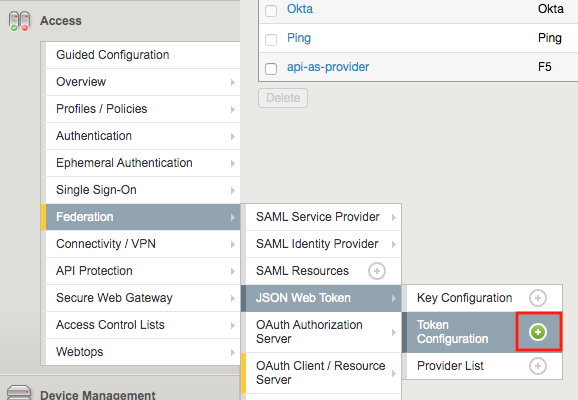 Access
Okta Okta
Ping Ping
api-as-provider F5
Delete
Guided Configuration
Overview
Profiles / Policies
Authentication
Ephemeral Authentication
Single Sign-On
Federation
Connectivity / VPN
API Protection
Secure Web Gateway
Access Control Lists
Webtops
SAML Service Provider
SAML Identity Provider
SAML Resources
JSON Web Token
OAuth Authorization
Server
OAuth Client / Resource
Server
Key Configuration
Token
Configuration
Provider List
Device Management